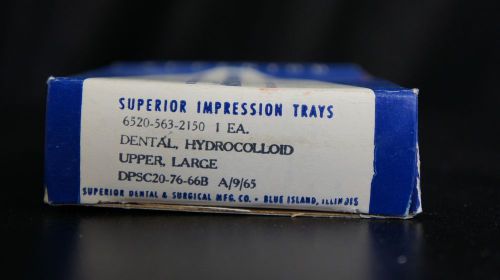 SUPERIOR IMPRESSION TRAYS
6520-563-2150 1 EA.
DENTAL, HYDROCOLLOID
UPPER, LARGE
DPSC20-76-66B A/9/65
SUPERIOR DENTAL & SURGICAL MFG. CO. • BLUE ISLAND, ILLINOIS